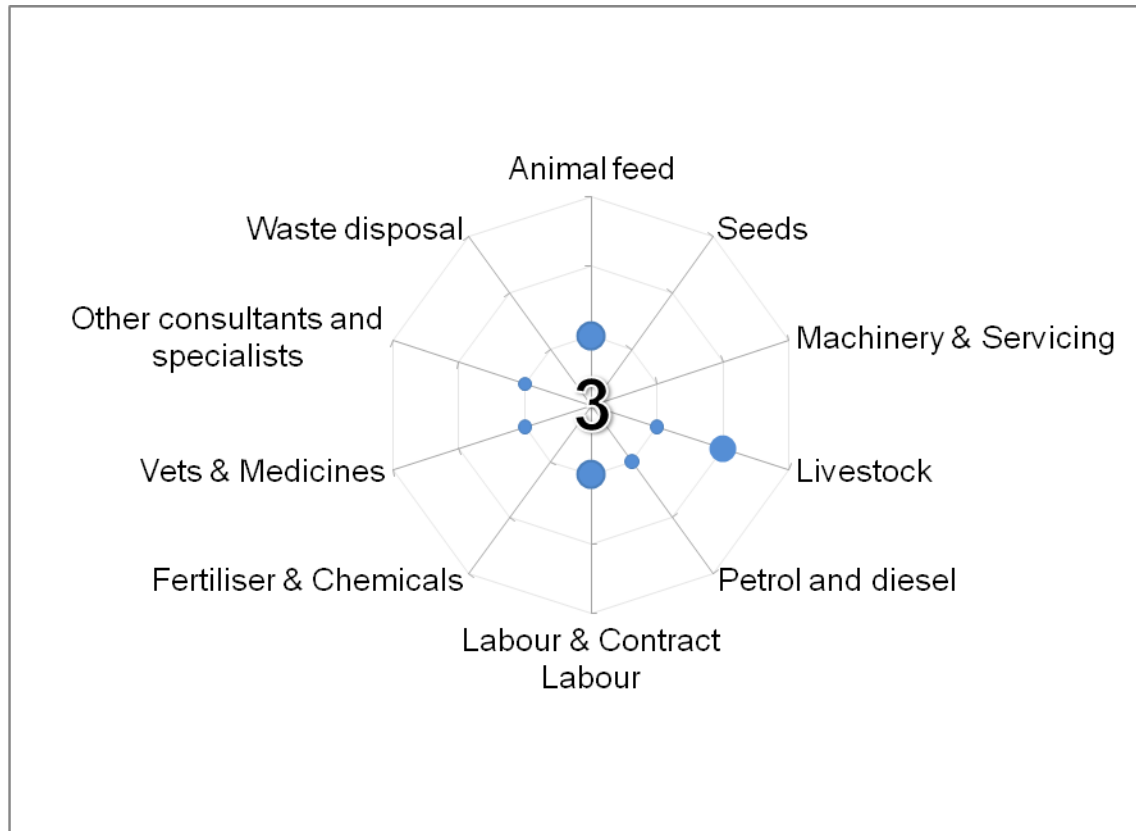 Animal feed
Waste disposal
Seeds
Other consultants and
specialists
Machinery & Servicing
3
Vets & Medicines
Livestock
Fertiliser & Chemicals
Petrol and diesel
Labour & Contract
Labour